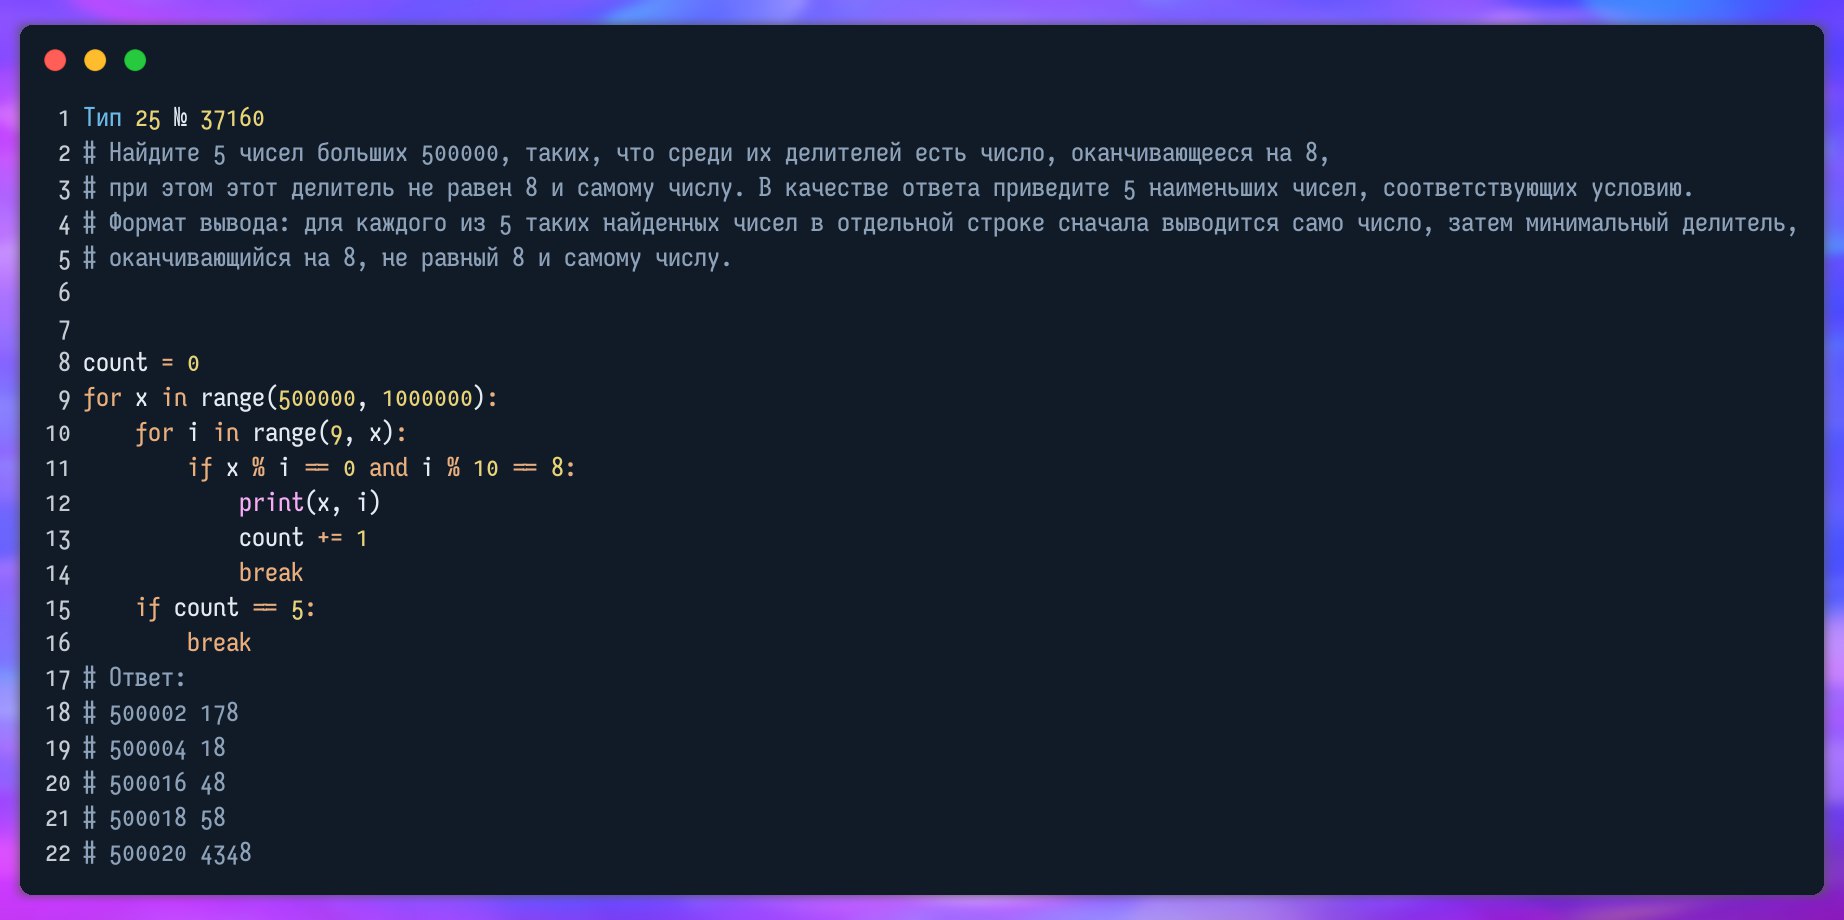 1 Тип 25 № 37160
2 # Найдите 5 чисел больших 500000, таких, что среди их делителей есть число, оканчивающееся на 8,
3 # при этом этот делитель не равен 8 и самому числу. В качестве ответа приведите 5 наименьших чисел, соответствующих условию.
4 # Формат вывода: для каждого из 5 таких найденных чисел в отдельной строке сначала выводится само число, затем минимальный делитель,
5 # оканчивающийся на 8, не равный 8 и самому числу.
6
7
8 count = 0
9 for x in range(500000, 1000000):
10     for i in range(9, x):
11         if x % i == 0 and i % 10 == 8:
12             print(x, i)
13             count += 1
14             break
15     if count == 5:
16         break
17 # Ответ:
18 # 500002 178
19 # 500004 18
20 # 500016 48
21 # 500018 58
22 # 500020 4348